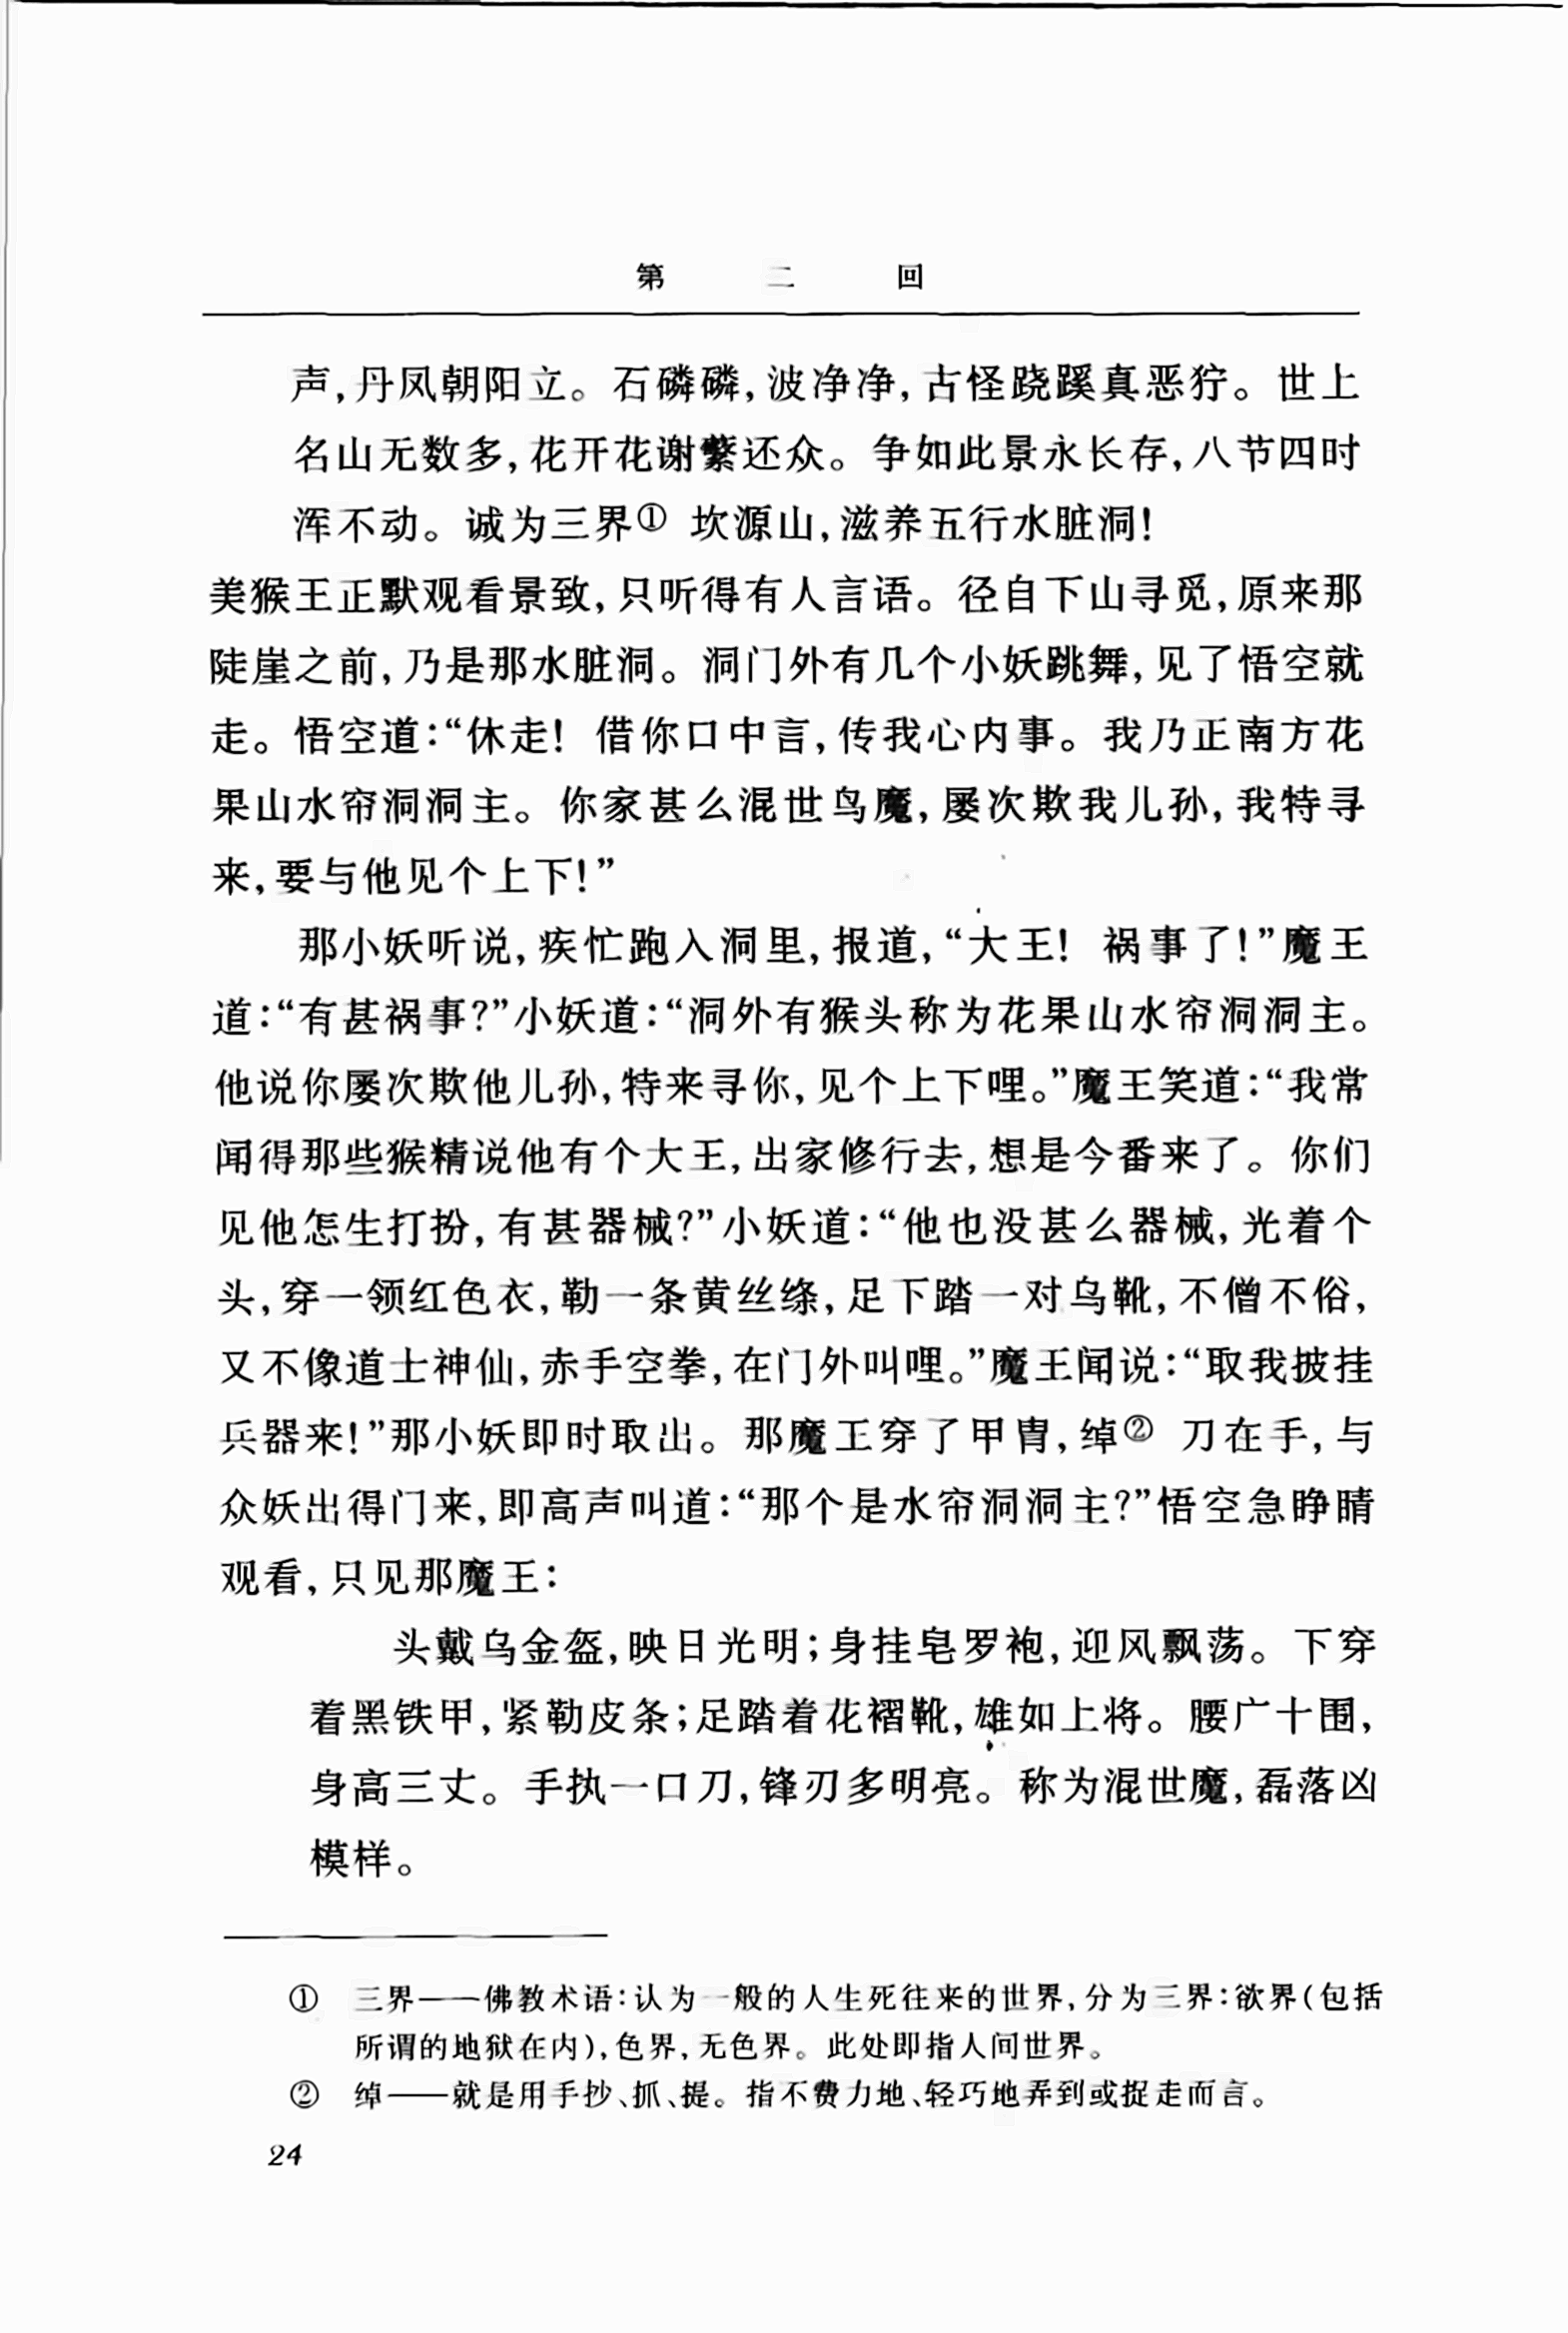 第二回
声,丹凤朝阳立。石磷磷,波净净,古怪跷蹊真恶狞。世上
名山无数多,花开花谢蘩还众。争如此景永长存,八节四时
浑不动。诚为三界① 坎源山,滋养五行水脏洞!
美猴王正默观看景致,只听得有人言语。径自下山寻觅,原来那
陡崖之前,乃是那水脏洞。洞门外有几个小妖跳舞,见了悟空就
走。悟空道:“休走! 借你口中言,传我心内事。我乃正南方花
果山水帘洞洞主。你家甚么混世鸟魔,屡次欺我儿孙,我特寻
来,要与他见个上下!”
那小妖听说,疾忙跑入洞里,报道,“大王! 祸事了!”魔王
道:“有甚祸事?”小妖道:“洞外有猴头称为花果山水帘洞洞主。
他说你屡次欺他儿孙,特来寻你,见个上下哩。”魔王笑道:“我常
闻得那些猴精说他有个大王,出家修行去,想是今番来了。你们
见他怎生打扮,有甚器械?”小妖道:“他也没甚么器械,光着个
头,穿一领红色衣,勒一条黄丝绦,足下踏一对乌靴,不僧不俗,
又不像道士神仙,赤手空拳,在门外叫哩。”魔王闻说:“取我披挂
兵器来!”那小妖即时取出。那魔王穿了甲胄,绰② 刀在手,与
众妖出得门来,即高声叫道:“那个是水帘洞洞主?”悟空急睁睛
观看,只见那魔王:
头戴乌金盔,映日光明;身挂皂罗袍,迎风飘荡。下穿
着黑铁甲,紧勒皮条;足踏着花褶靴,雄如上将。腰广十围,
身高三丈。手执一口刀,锋刃多明亮。称为混世魔,磊落凶
模样。
① 三界——佛教术语:认为一般的人生死往来的世界,分为三界:欲界(包括
所谓的地狱在内),色界,无色界。此处即指人间世界。
② 绰——就是用手抄、抓、提。指不费力地、轻巧地弄到或捉走而言。
24